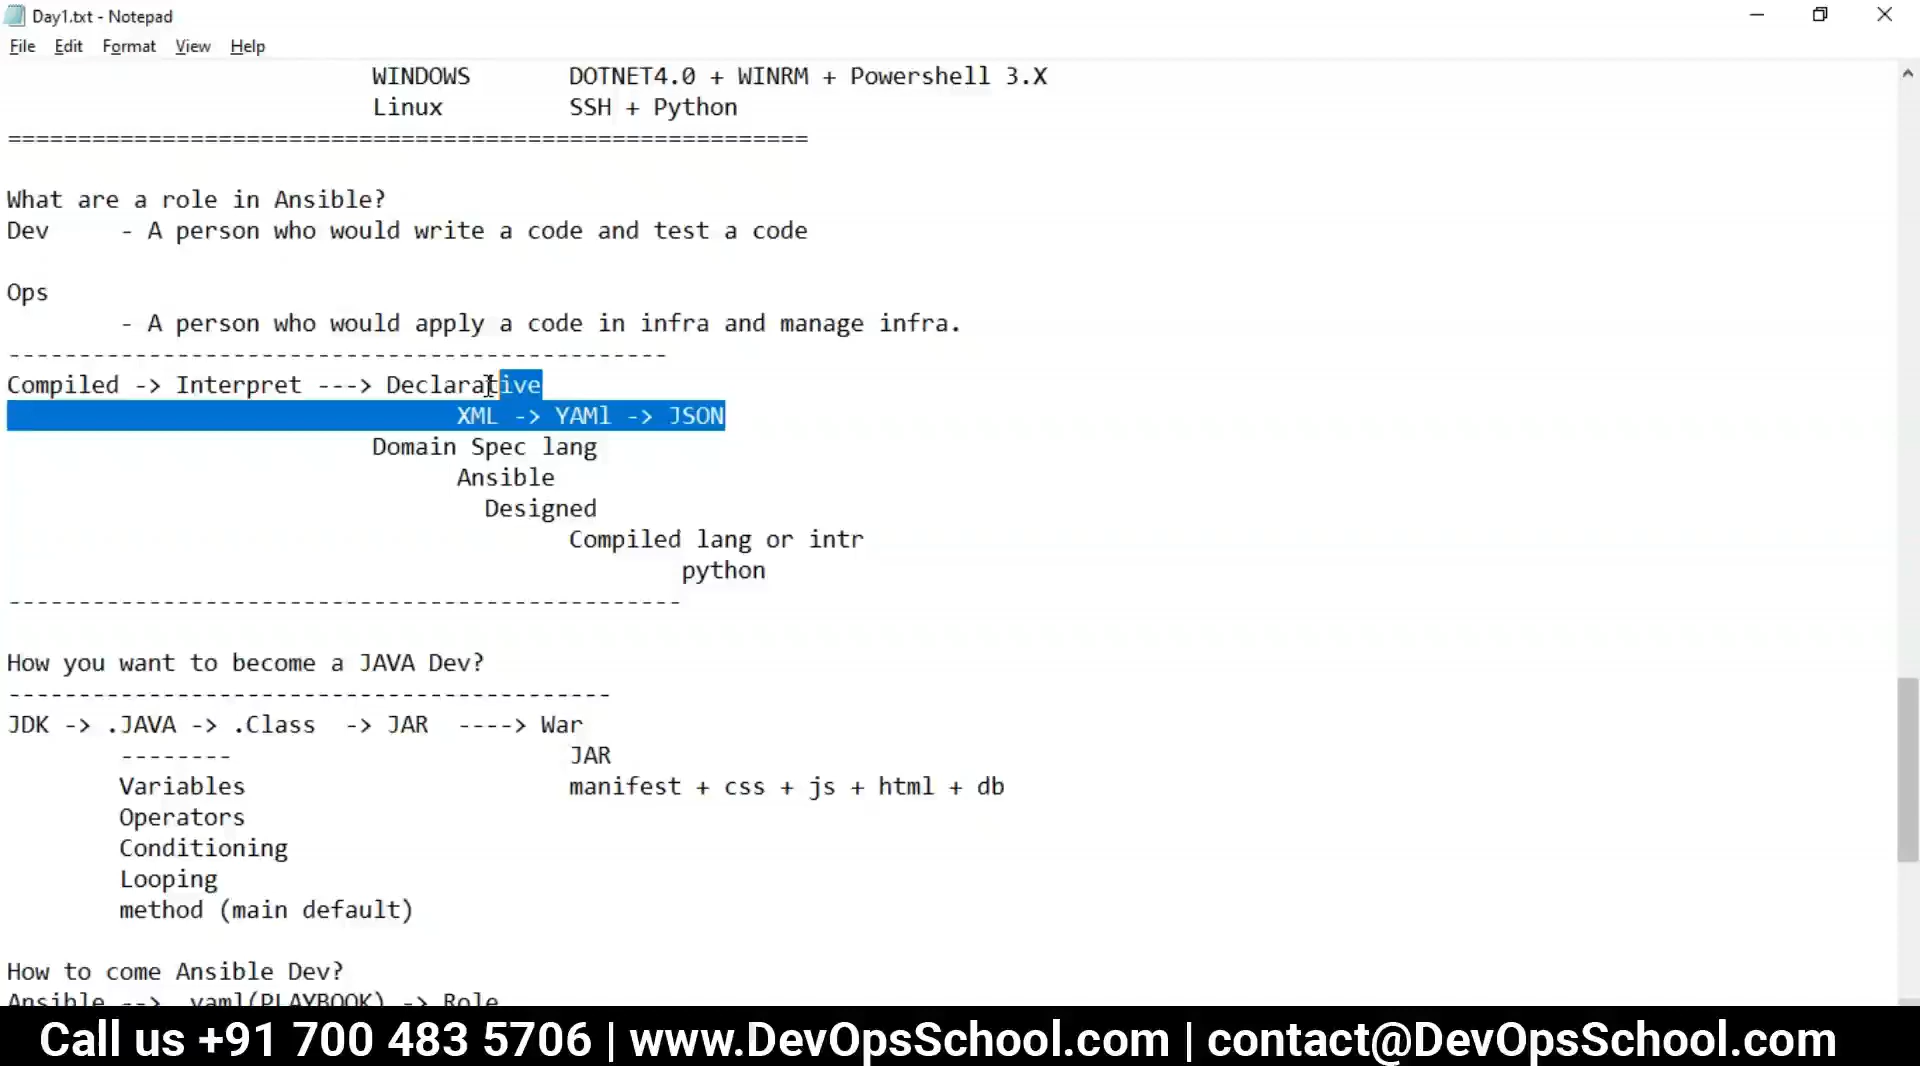 Day1.txt - Notepad
File Edit Format View Help
WINDOWS DOTNET4.0 + WINRM + Powershell 3.X
Linux SSH + Python
=========================================================
What are a role in Ansible?
Dev - A person who would write a code and test a code
Ops
- A person who would apply a code in infra and manage infra.
-----------------------------------------------
Compiled -> Interpret ---> Declarative
XML -> YAMl -> JSON
Domain Spec lang
Ansible
Designed
Compiled lang or intr
python
------------------------------------------------
How you want to become a JAVA Dev?
-------------------------------------------
JDK -> .JAVA -> .Class -> JAR ----> War
-------- JAR
Variables manifest + css + js + html + db
Operators
Conditioning
Looping
method (main default)
How to come Ansible Dev?
Ansible --> .yaml(PLAYBOOK) -> Role
Call us +91 700 483 5706 | www.DevOpsSchool.com | contact@DevOpsSchool.com